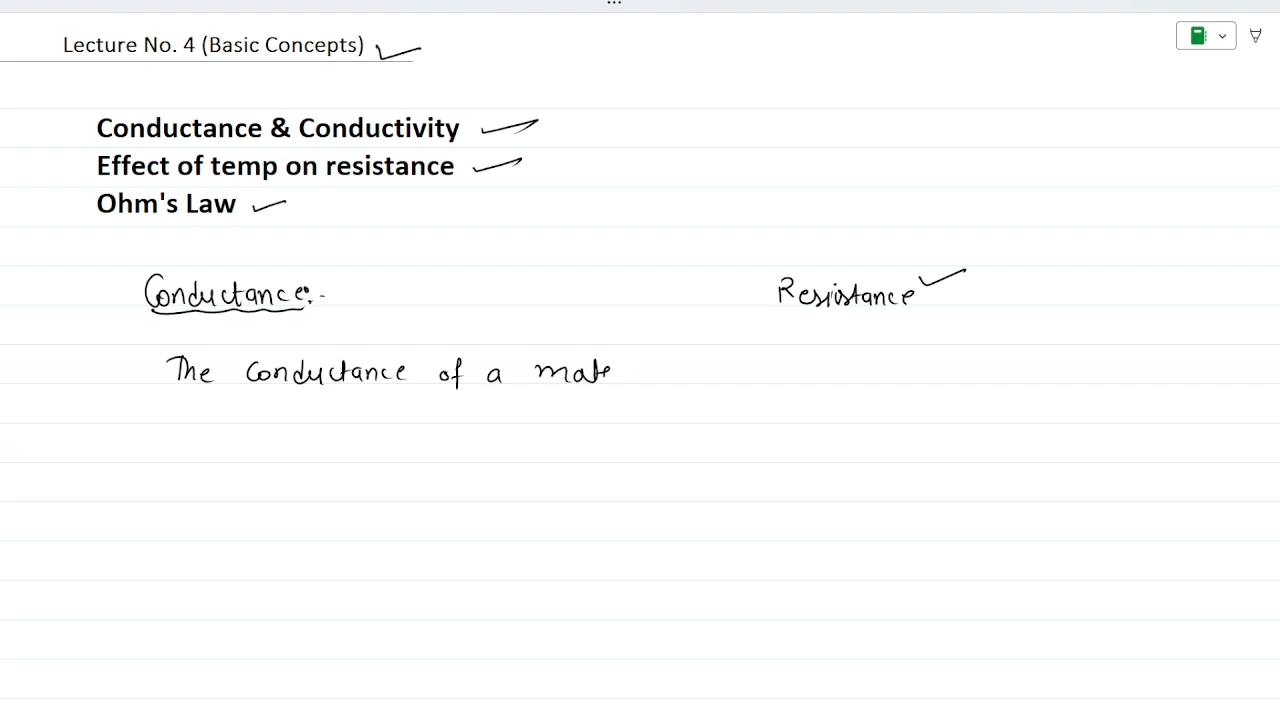 Lecture No. 4 (Basic Concepts)
Conductance & Conductivity
Effect of temp on resistance
Ohm's Law
Conductance:-
Resistance
The conductance of a mate